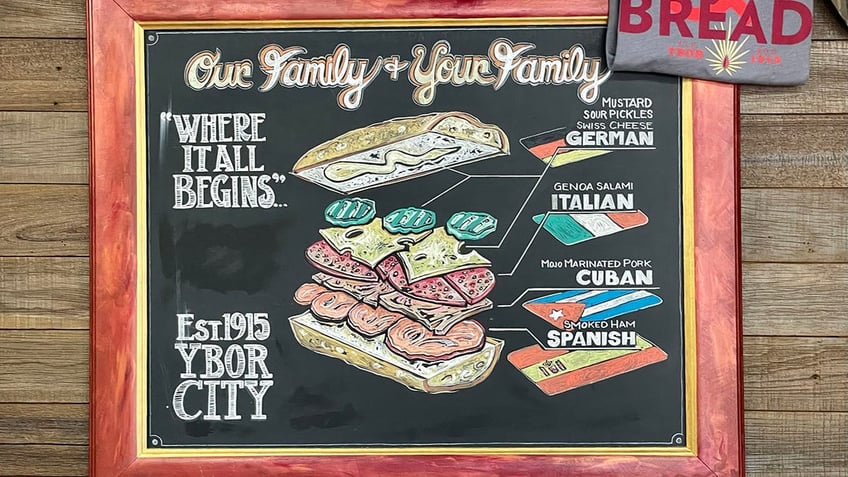 BREAD
Our Family + Your Family
"WHERE
IT ALL
BEGINS"...
MUSTARD
SOUR PICKLES
SWISS CHEESE
GERMAN
GENOA SALAMI
ITALIAN
MOJO MARINATED PORK
CUBAN
SMOKED HAM
SPANISH
EST. 1915
YBOR
CITY